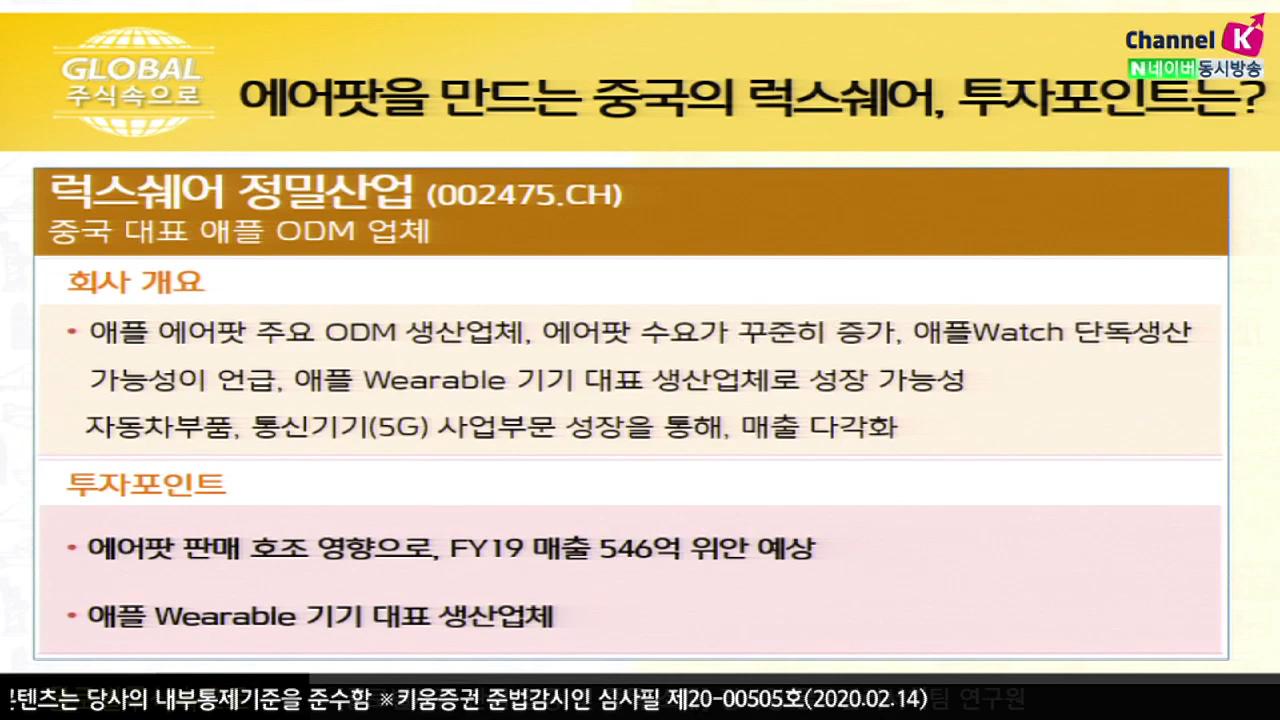 Channel K
N 네이버 동시방송
GLOBAL
주식속으로
에어팟을 만드는 중국의 럭스쉐어, 투자포인트는?
럭스쉐어 정밀산업 (002475.CH)
중국 대표 애플 ODM 업체
회사 개요
• 애플 에어팟 주요 ODM 생산업체, 에어팟 수요가 꾸준히 증가, 애플Watch 단독생산
가능성이 언급, 애플 Wearable 기기 대표 생산업체로 성장 가능성
자동차부품, 통신기기(5G) 사업부문 성장을 통해, 매출 다각화
투자포인트
• 에어팟 판매 호조 영향으로, FY19 매출 546억 위안 예상
• 애플 Wearable 기기 대표 생산업체
텐츠는 당사의 내부통제기준을 준수함 ※키움증권 준법감시인 심사필 제20-00505호(2020.02.14) 팀 연구원